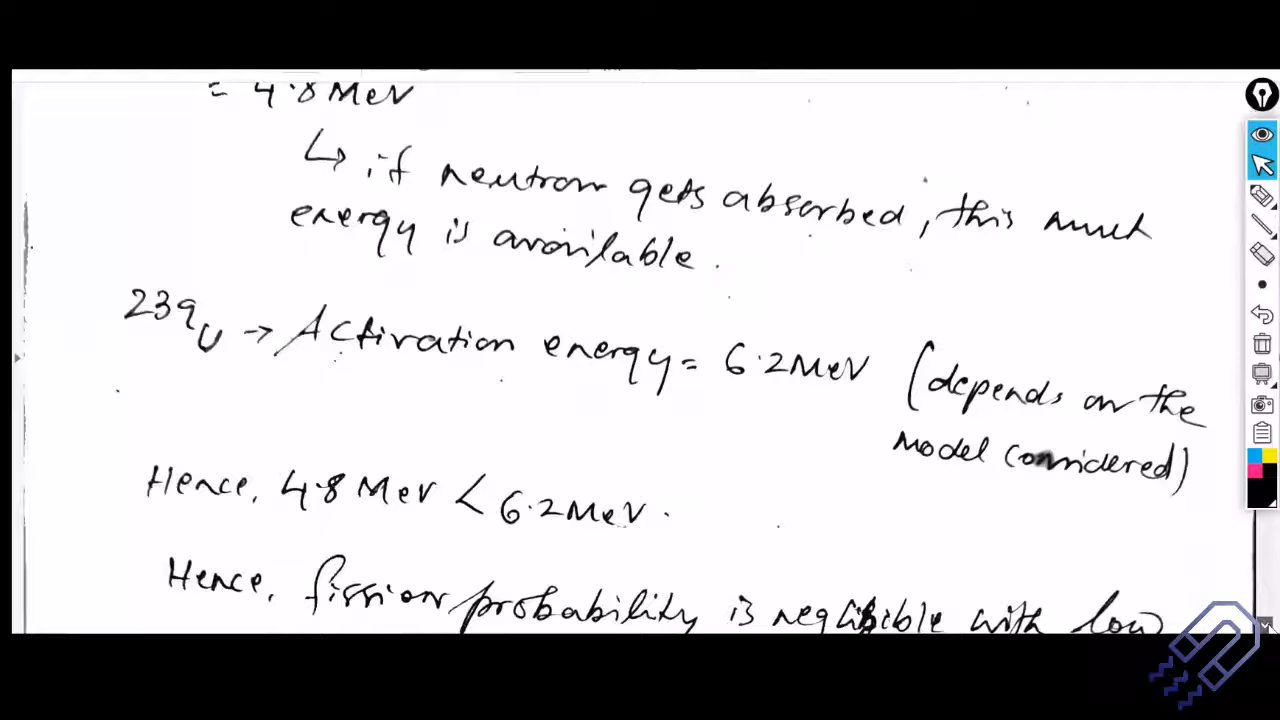 = 4.8 MeV
↳ if neutron gets absorbed, this much
energy is available.
239U → Activation energy = 6.2 MeV (depends on the
model considered)
Hence, 4.8 MeV < 6.2 MeV.
Hence, fission probability is negligible with low